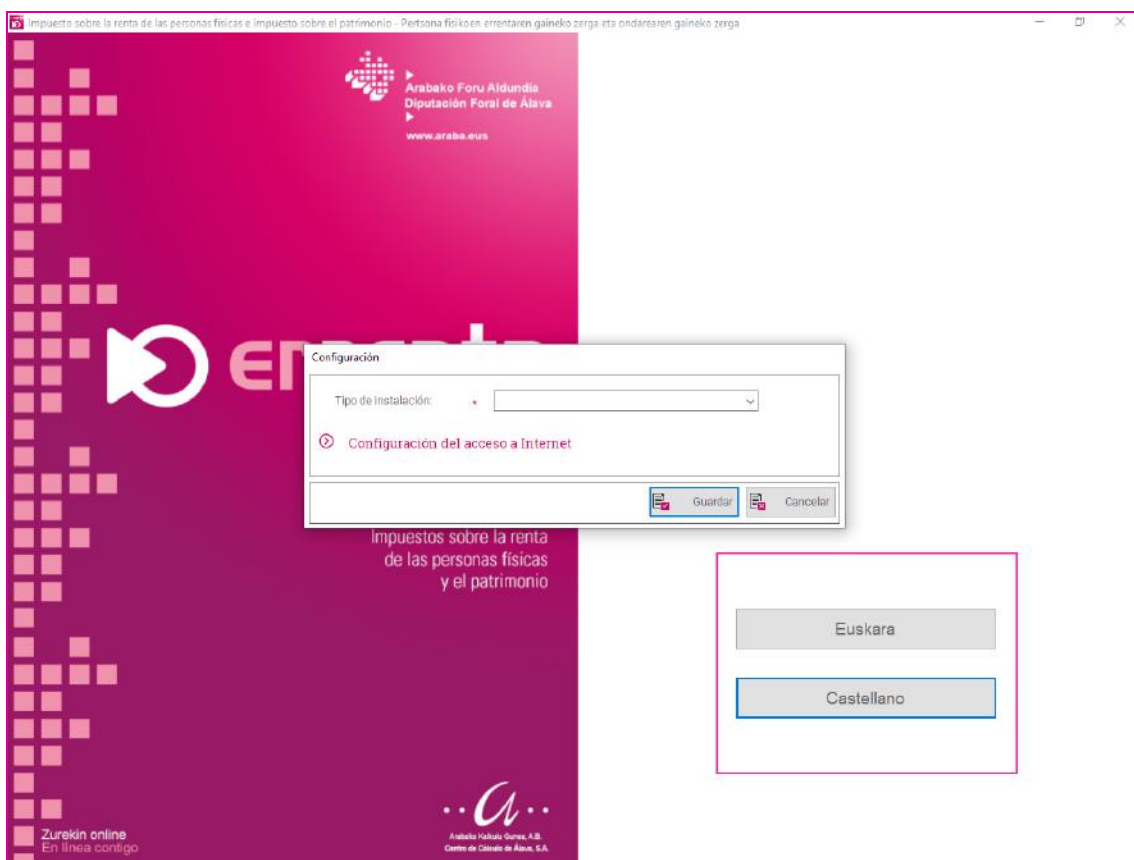 Impuesto sobre la renta de las personas físicas e impuesto sobre el patrimonio - Pertsona fisikoen errentaren gaineko zerga eta ondarearen gaineko zerga
Arabako Foru Aldundia
Diputación Foral de Álava
www.araba.eus
Configuración
Tipo de instalación: *
Configuración del acceso a Internet
Guardar Cancelar
Impuestos sobre la renta
de las personas físicas
y el patrimonio
Euskara
Castellano
Arabako Kalkulu Gunea, A.B.
Centro de Cálculo de Álava, S.A.
Zurekin online
En línea contigo